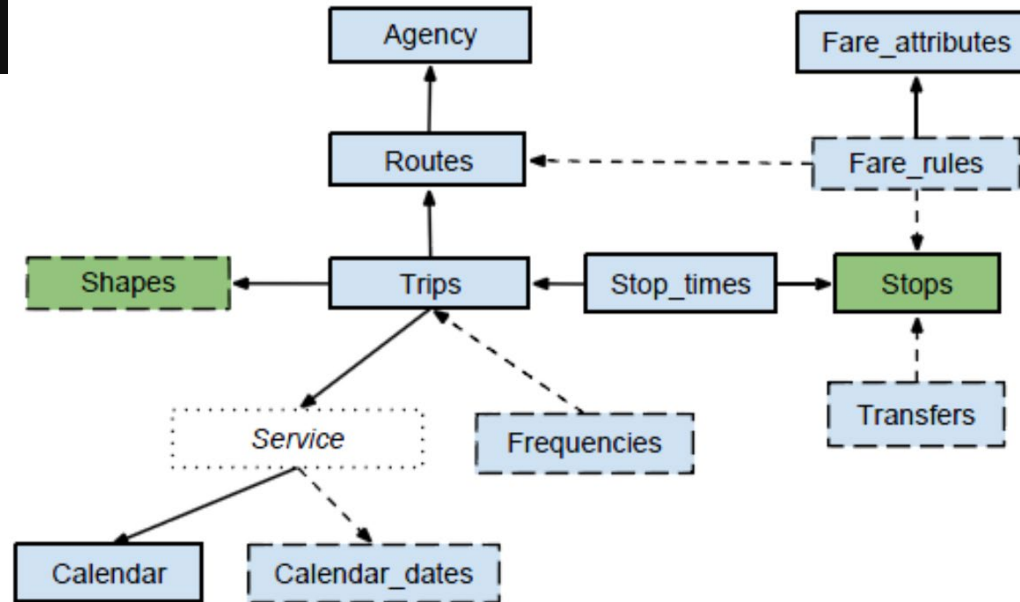 Agency
Fare_attributes
Routes
Fare_rules
Shapes
Trips
Stop_times
Stops
Service
Frequencies
Transfers
Calendar
Calendar_dates